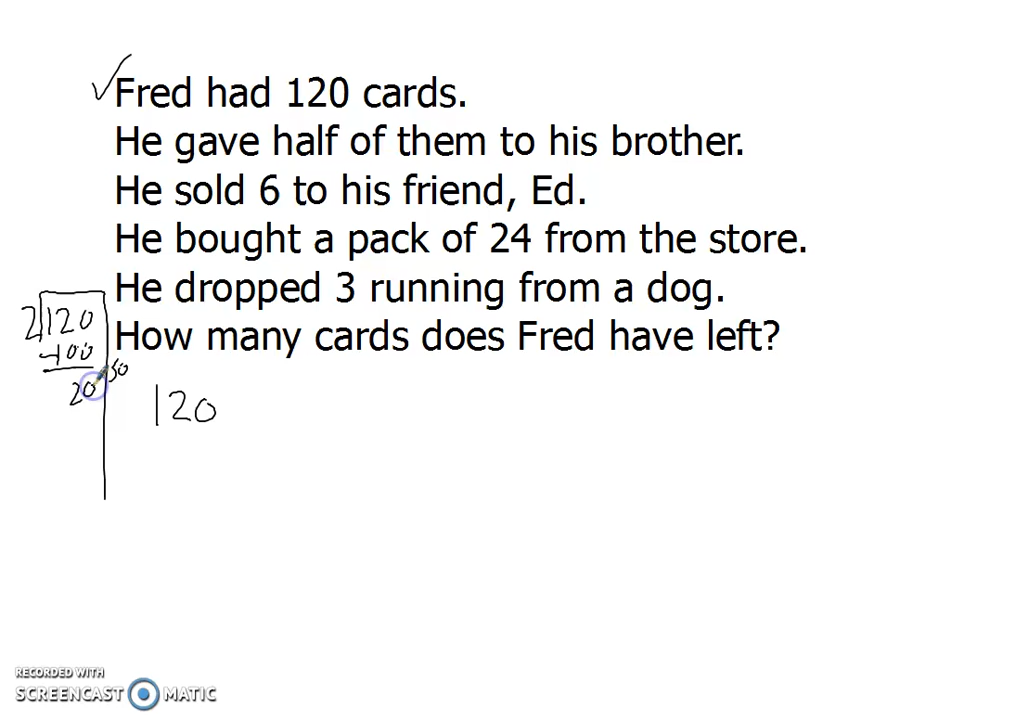 Fred had 120 cards.
He gave half of them to his brother.
He sold 6 to his friend, Ed.
He bought a pack of 24 from the store.
He dropped 3 running from a dog.
How many cards does Fred have left?
2 120
-100 50
20
120
RECORDED WITH
SCREENCAST MATIC